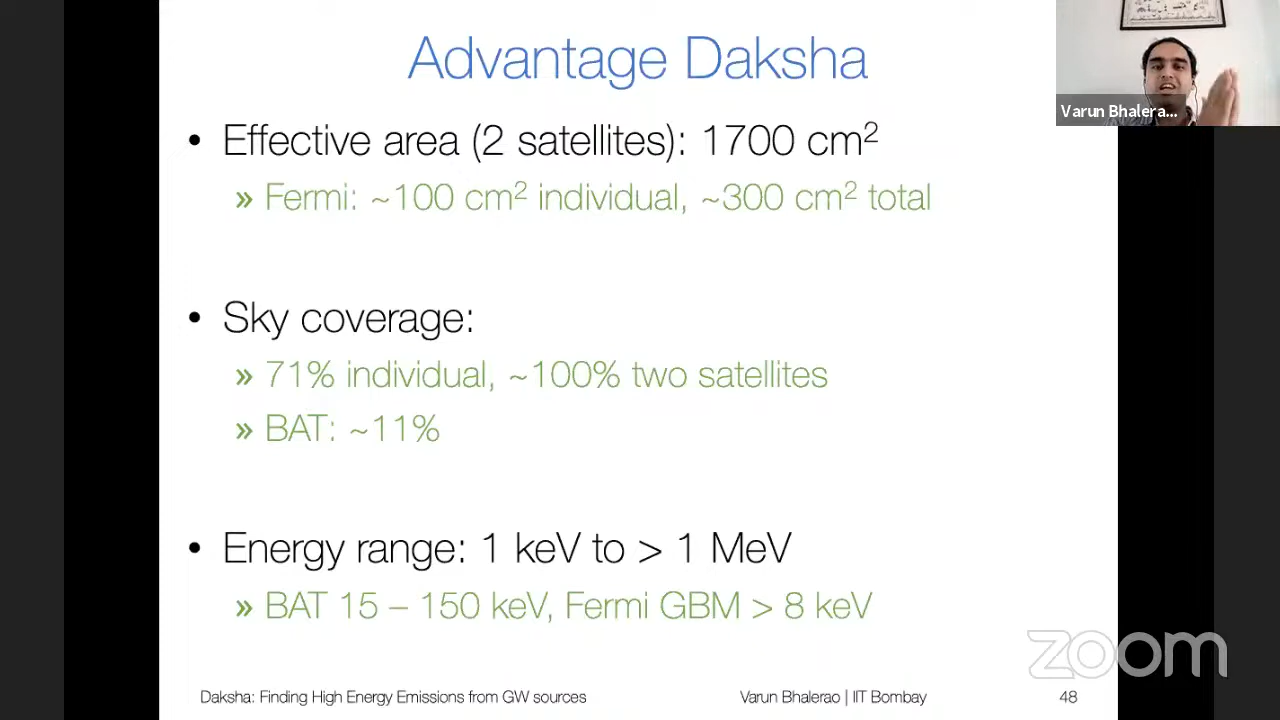 Advantage Daksha
Varun Bhalera...
• Effective area (2 satellites): 1700 cm²
» Fermi: ~100 cm² individual, ~300 cm² total
• Sky coverage:
» 71% individual, ~100% two satellites
» BAT: ~11%
• Energy range: 1 keV to > 1 MeV
» BAT 15 – 150 keV, Fermi GBM > 8 keV
zoom
Daksha: Finding High Energy Emissions from GW sources
Varun Bhalerao | IIT Bombay
48